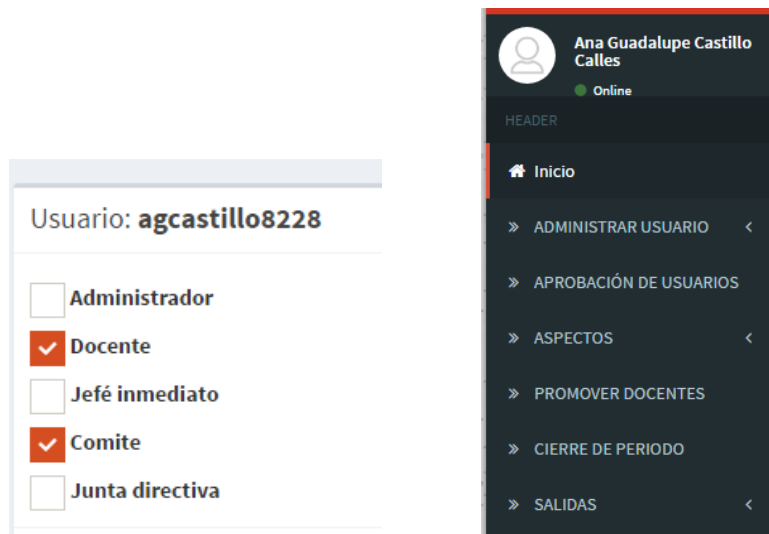 Usuario: agcastillo8228
Administrador
Docente
Jefé inmediato
Comite
Junta directiva
Ana Guadalupe Castillo
Calles
Online
HEADER
Inicio
ADMINISTRAR USUARIO
APROBACIÓN DE USUARIOS
ASPECTOS
PROMOVER DOCENTES
CIERRE DE PERIODO
SALIDAS